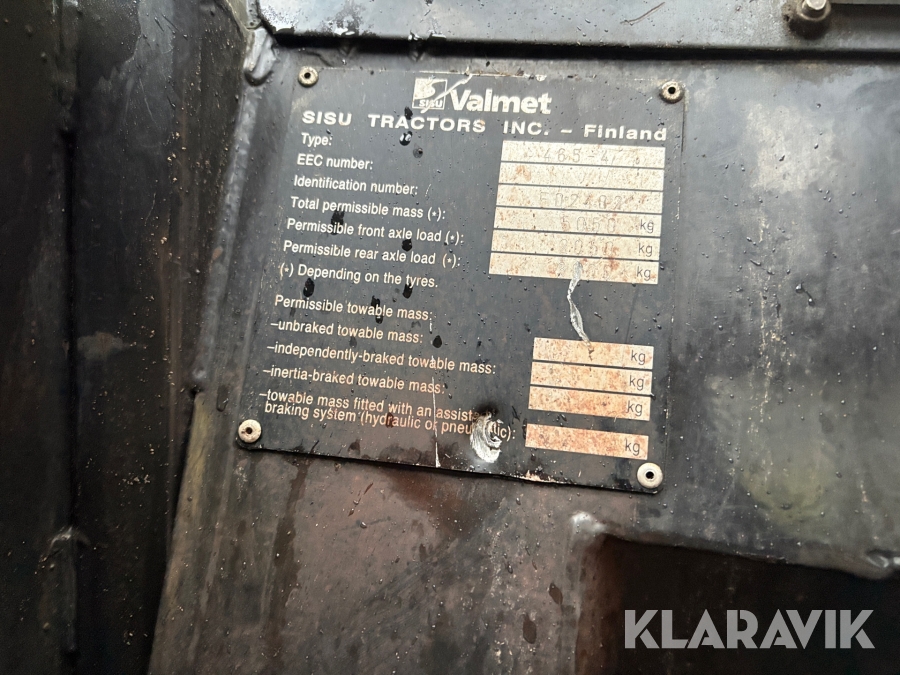 SISU Valmet
SISU TRACTORS INC. – Finland
Type: 465-4
EEC number:
Identification number:
Total permissible mass (•): 5050 kg
Permissible front axle load (•): kg
Permissible rear axle load (•): kg
(•) Depending on the tyres.
Permissible towable mass:
–unbraked towable mass: kg
–independently-braked towable mass: kg
–inertia-braked towable mass: kg
–towable mass fitted with an
braking system (hydraulic or kg
KLARAVIK